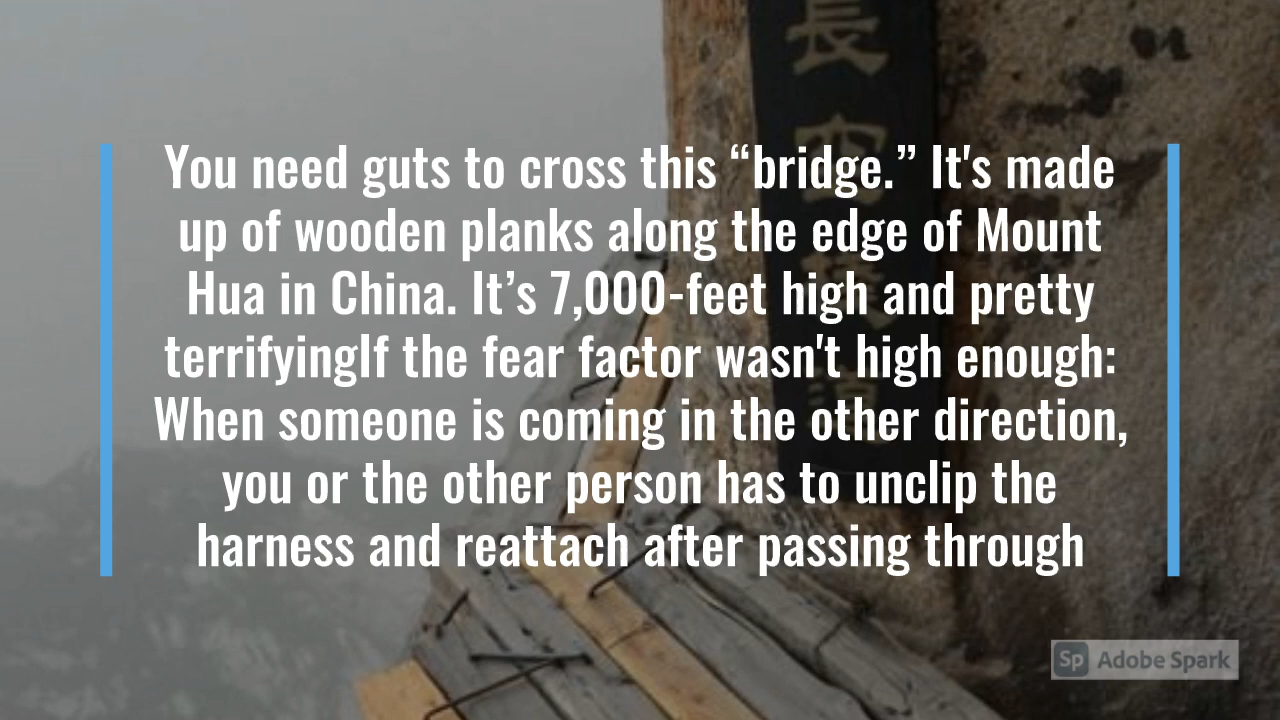 You need guts to cross this “bridge.” It's made
up of wooden planks along the edge of Mount
Hua in China. It’s 7,000-feet high and pretty
terrifyingIf the fear factor wasn't high enough:
When someone is coming in the other direction,
you or the other person has to unclip the
harness and reattach after passing through
長
空
Sp Adobe Spark